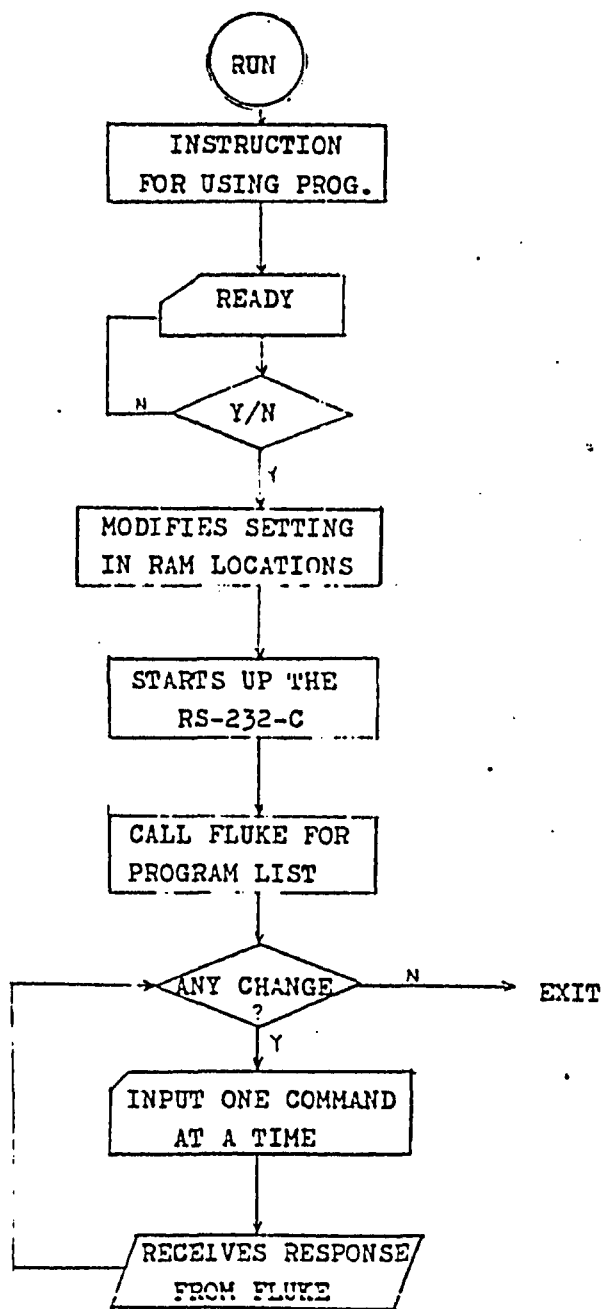 RUN
INSTRUCTION
FOR USING PROG.
READY
N
Y/N
Y
MODIFIES SETTING
IN RAM LOCATIONS
STARTS UP THE
RS-232-C
CALL FLUKE FOR
PROGRAM LIST
ANY CHANGE
?
N
EXIT
Y
INPUT ONE COMMAND
AT A TIME
RECEIVES RESPONSE
FROM FLUKE